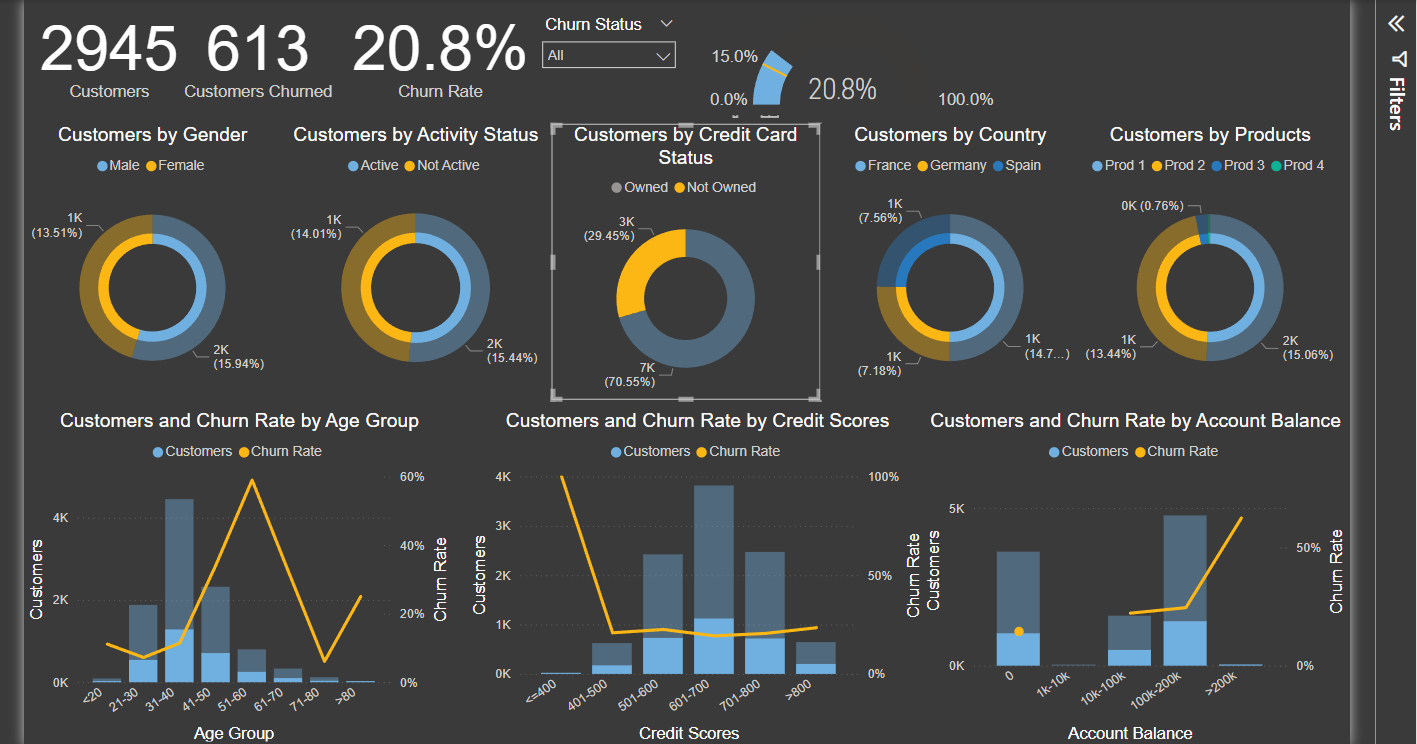 2945
Customers
613
Customers Churned
20.8%
Churn Rate
Churn Status
All
15.0%
0.0%
20.8%
100.0%
Filters
Customers by Gender
Male Female
1K
(13.51%)
2K
(15.94%)
Customers by Activity Status
Active Not Active
1K
(14.01%)
2K
(15.44%)
Customers by Credit Card
Status
Owned Not Owned
3K
(29.45%)
7K
(70.55%)
Customers by Country
France Germany Spain
1K
(7.56%)
1K
(7.18%)
1K
(14.7...)
Customers by Products
Prod 1 Prod 2 Prod 3 Prod 4
0K (0.76%)
1K
(13.44%)
2K
(15.06%)
Customers and Churn Rate by Age Group
Customers Churn Rate
Customers
4K
2K
0K
60%
40%
20%
0%
Churn Rate
<20
21-30
31-40
41-50
51-60
61-70
71-80
>80
Age Group
Customers and Churn Rate by Credit Scores
Customers Churn Rate
Customers
4K
3K
2K
1K
0K
100%
50%
0%
Churn Rate
<=400
401-500
501-600
601-700
701-800
>800
Credit Scores
Customers and Churn Rate by Account Balance
Customers Churn Rate
Customers
5K
0K
50%
0%
Churn Rate
0
1k-10k
10k-100k
100k-200k
>200k
Account Balance